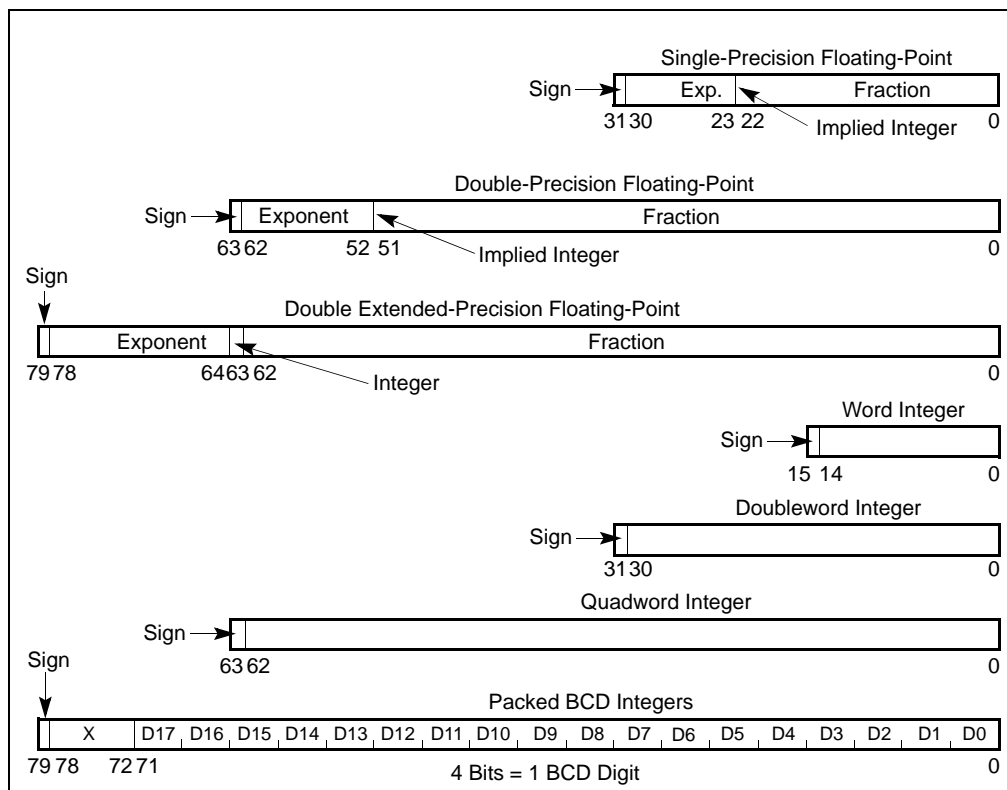 Single-Precision Floating-Point
Sign Exp. Fraction
31 30 23 22 Implied Integer 0
Double-Precision Floating-Point
Sign Exponent Fraction
63 62 52 51 Implied Integer 0
Sign
Double Extended-Precision Floating-Point
Exponent Fraction
79 78 64 63 62 Integer 0
Word Integer
Sign
15 14 0
Doubleword Integer
Sign
31 30 0
Quadword Integer
Sign
63 62 0
Sign
Packed BCD Integers
X D17 D16 D15 D14 D13 D12 D11 D10 D9 D8 D7 D6 D5 D4 D3 D2 D1 D0
79 78 72 71 4 Bits = 1 BCD Digit 0